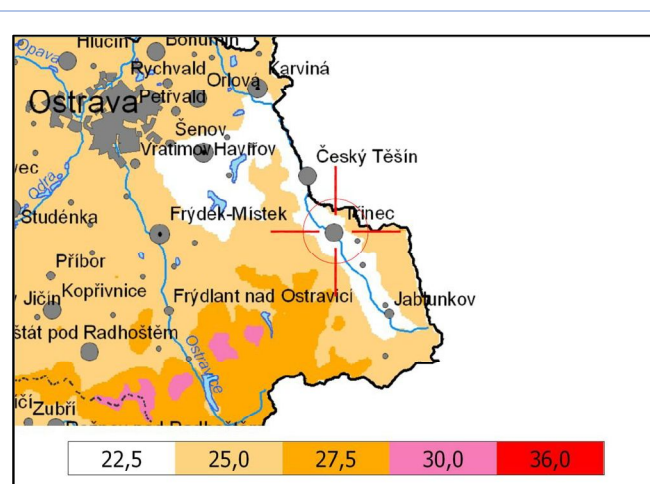 Hlučín
Bohumín
Opava
Rychvald
Orlová
Karviná
Ostrava
Petřvald
Šenov
Vratimov
Havířov
Český Těšín
Odra
Studénka
Frýdek-Místek
Třinec
Příbor
Jičín
Kopřivnice
Frýdlant nad Ostravicí
Jablunkov
štát pod Radhoštěm
Ostravice
Zubří
22,5
25,0
27,5
30,0
36,0